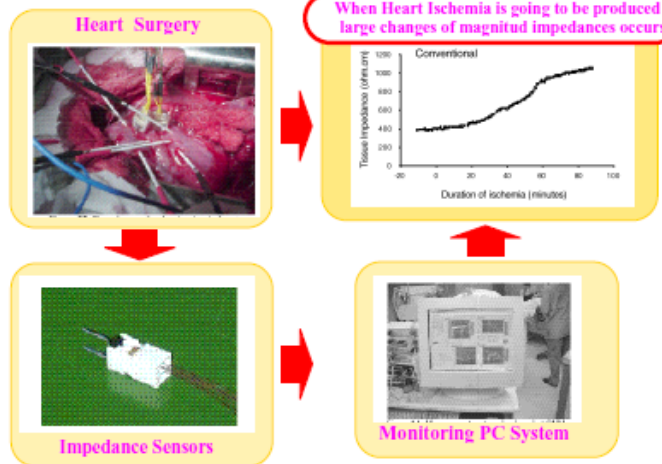 Heart Surgery
When Heart Ischemia is going to be produced
large changes of magnitud impedances occurs
Conventional
Tissue Impedance (ohm.cm)
1200
1000
800
600
400
200
0
-20 0 20 40 60 80 100
Duration of ischemia (minutes)
Impedance Sensors
Monitoring PC System